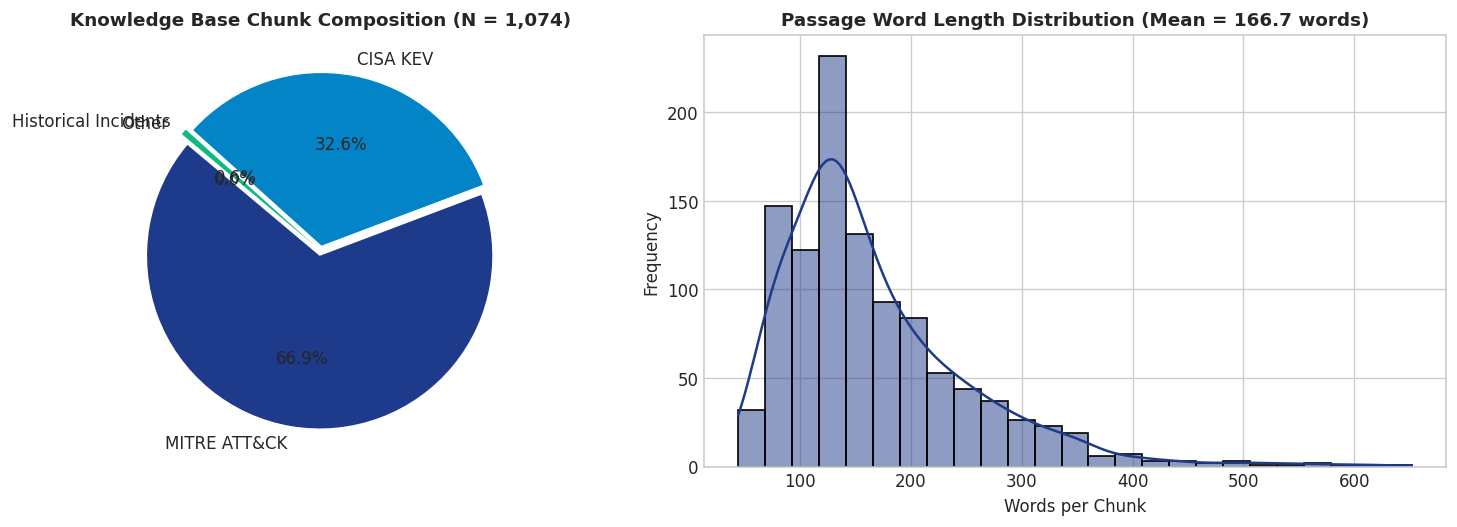 Knowledge Base Chunk Composition (N = 1,074)
CISA KEV
Historical Incidents
Other
32.6%
0.6%
66.9%
MITRE ATT&CK
Passage Word Length Distribution (Mean = 166.7 words)
Frequency
200
150
100
50
0
100 200 300 400 500 600
Words per Chunk